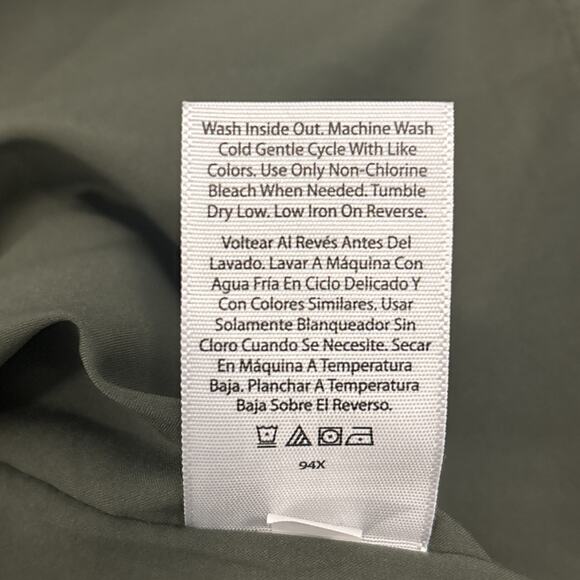 Wash Inside Out. Machine Wash
Cold Gentle Cycle With Like
Colors. Use Only Non-Chlorine
Bleach When Needed. Tumble
Dry Low. Low Iron On Reverse.
Voltear Al Revés Antes Del
Lavado. Lavar A Máquina Con
Agua Fría En Ciclo Delicado Y
Con Colores Similares. Usar
Solamente Blanqueador Sin
Cloro Cuando Se Necesite. Secar
En Máquina A Temperatura
Baja. Planchar A Temperatura
Baja Sobre El Reverso.
94X